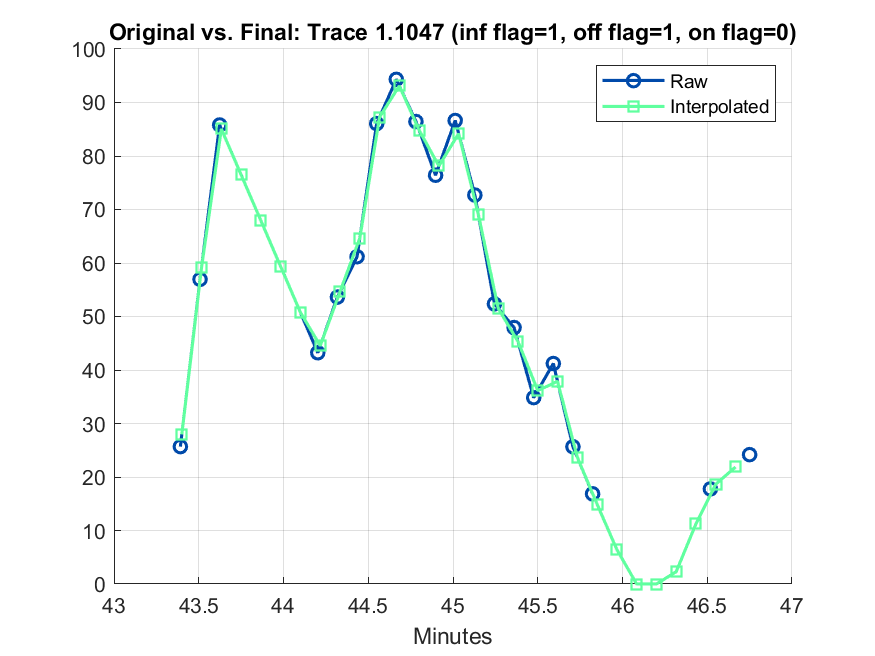 Original vs. Final: Trace 1.1047 (inf flag=1, off flag=1, on flag=0)
Raw
Interpolated
100
90
80
70
60
50
40
30
20
10
0
43 43.5 44 44.5 45 45.5 46 46.5 47
Minutes